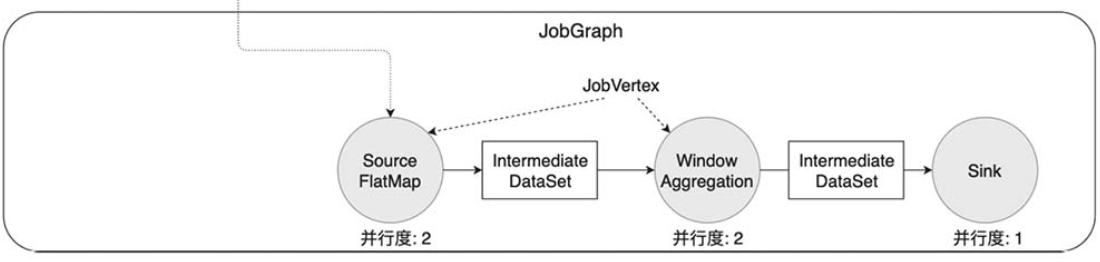 JobGraph
JobVertex
Source
FlatMap
Intermediate
DataSet
Window
Aggregation
Intermediate
DataSet
Sink
并行度: 2
并行度: 2
并行度: 1